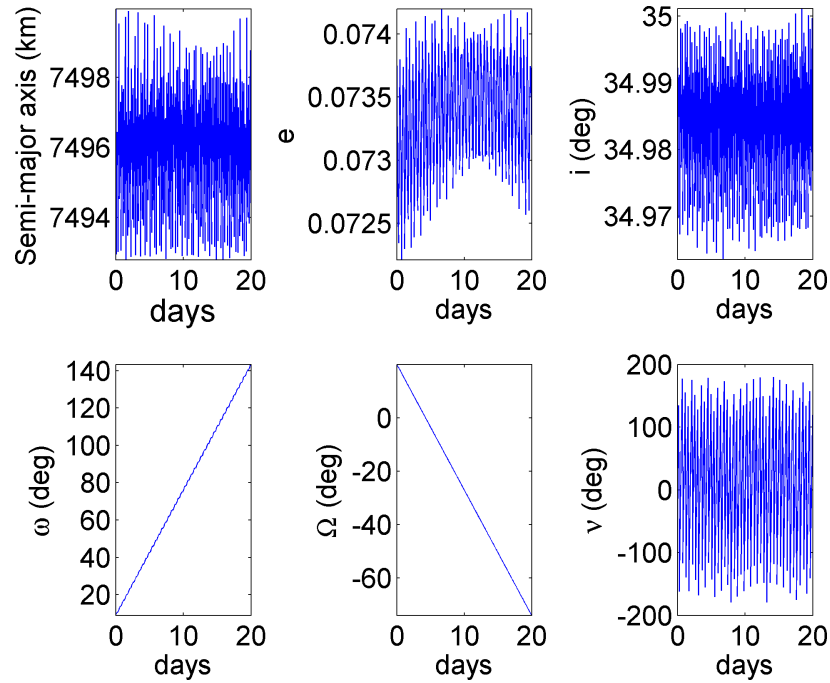 Semi-major axis (km)
7498
7496
7494
0 10 20
days
e
0.074
0.0735
0.073
0.0725
0 10 20
days
i (deg)
35
34.99
34.98
34.97
0 10 20
days
ω (deg)
140
120
100
80
60
40
20
0 10 20
days
Ω (deg)
0
-20
-40
-60
0 10 20
days
ν (deg)
200
100
0
-100
-200
0 10 20
days